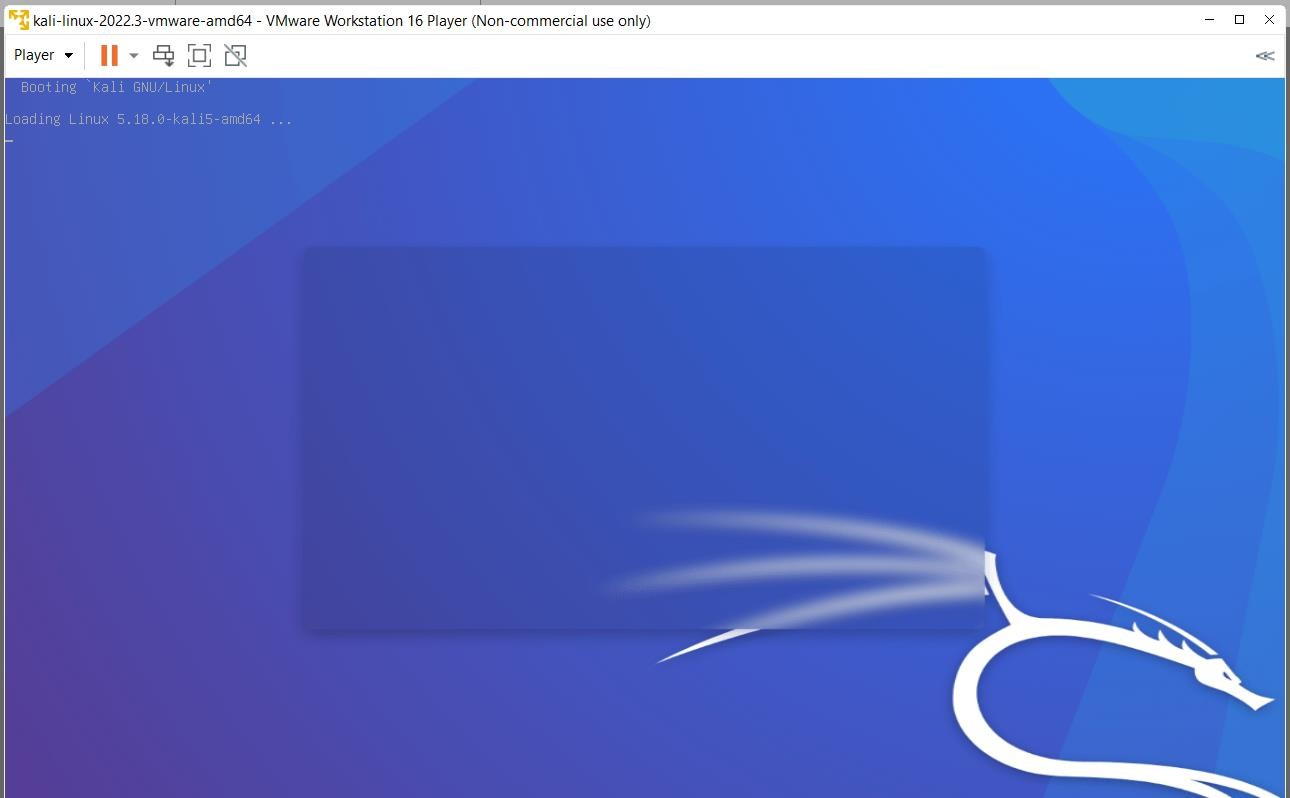 kali-linux-2022.3-vmware-amd64 - VMware Workstation 16 Player (Non-commercial use only)
Player
Booting `Kali GNU/Linux'
Loading Linux 5.18.0-kali5-amd64 ...